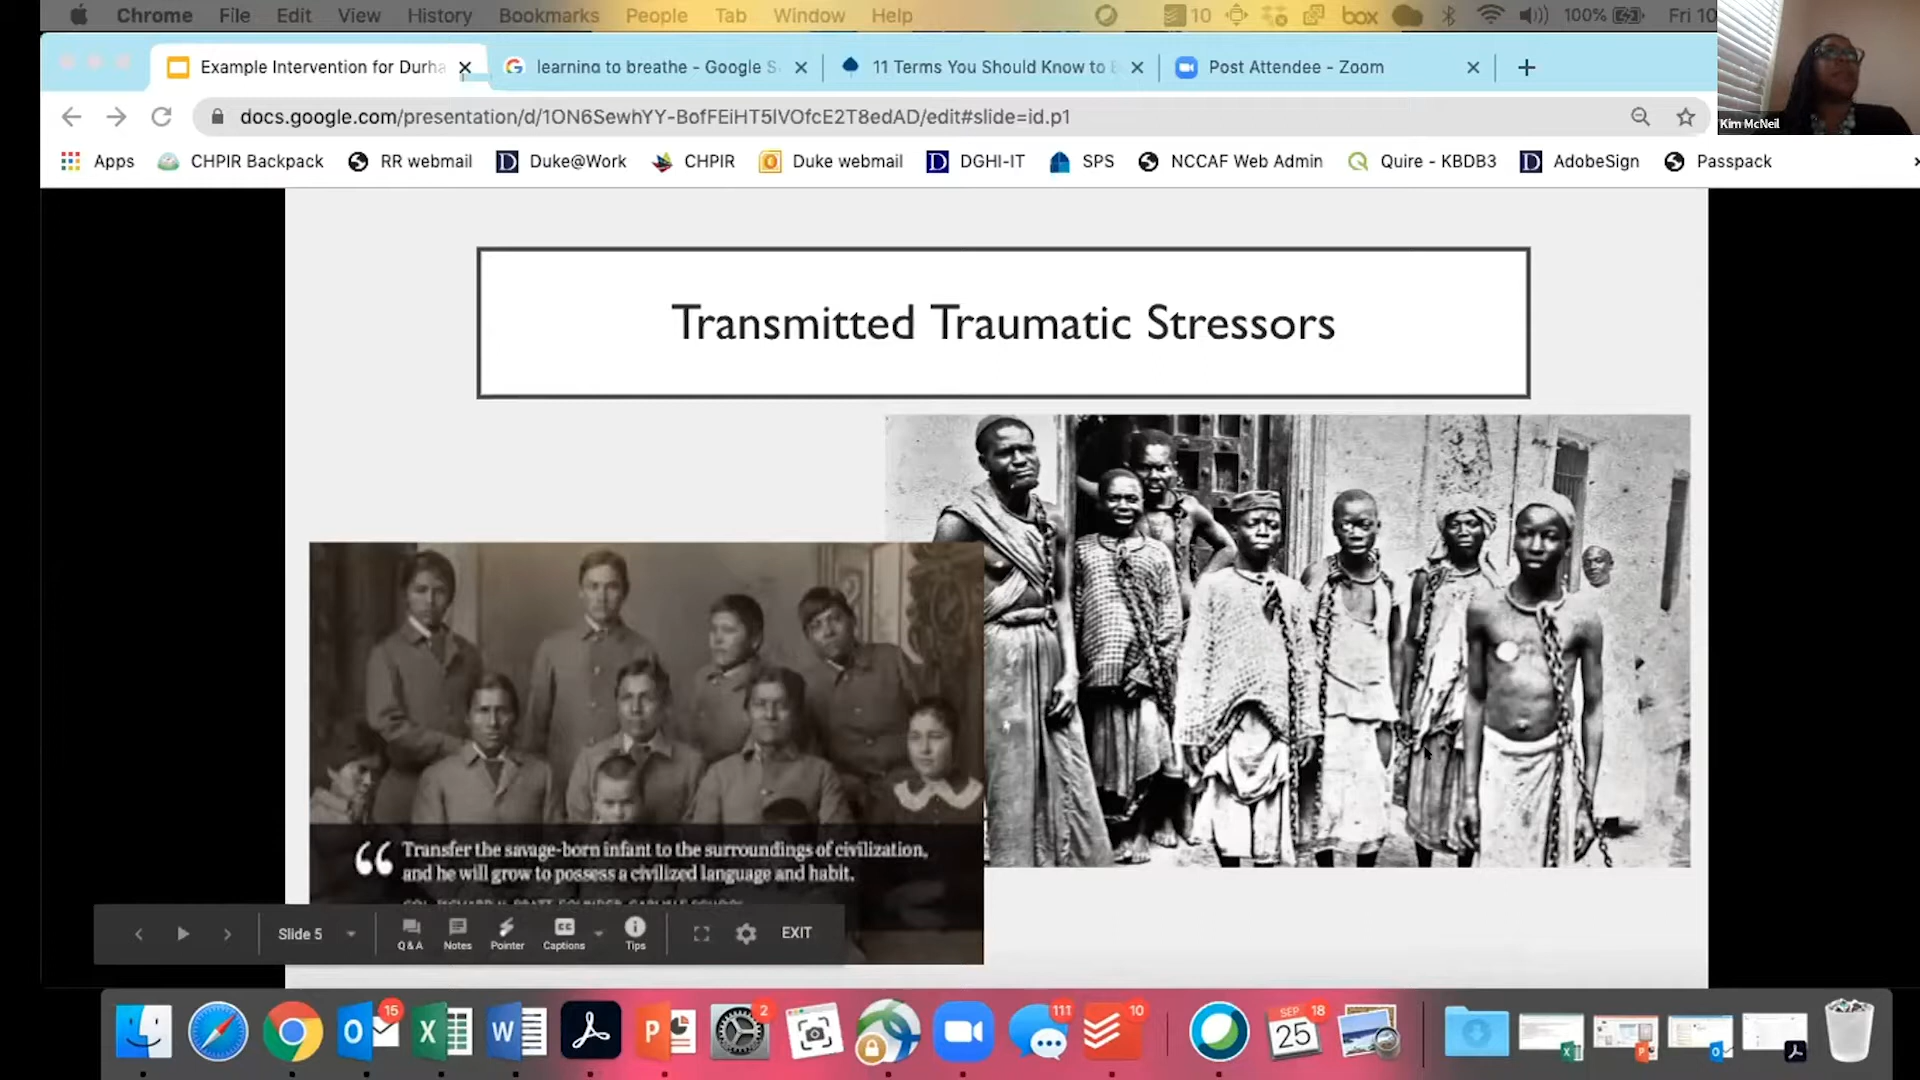 Chrome File Edit View History Bookmarks People Tab Window Help 10 box 100% Fri 10
Example Intervention for Durha learning to breathe - Google S 11 Terms You Should Know to B Post Attendee - Zoom
docs.google.com/presentation/d/1ON6SewhYY-BofFEiHT5lVOfcE2T8edAD/edit#slide=id.p1
Kim McNeil
Apps CHPIR Backpack RR webmail Duke@Work CHPIR Duke webmail DGHI-IT SPS NCCAF Web Admin Quire - KBDB3 AdobeSign Passpack
Transmitted Traumatic Stressors
“Transfer the savage-born infant to the surroundings of civilization,
and he will grow to possess a civilized language and habit.
Slide 5 Q&A Notes Pointer Captions Tips EXIT
15 2 111 10 SEP 18
25